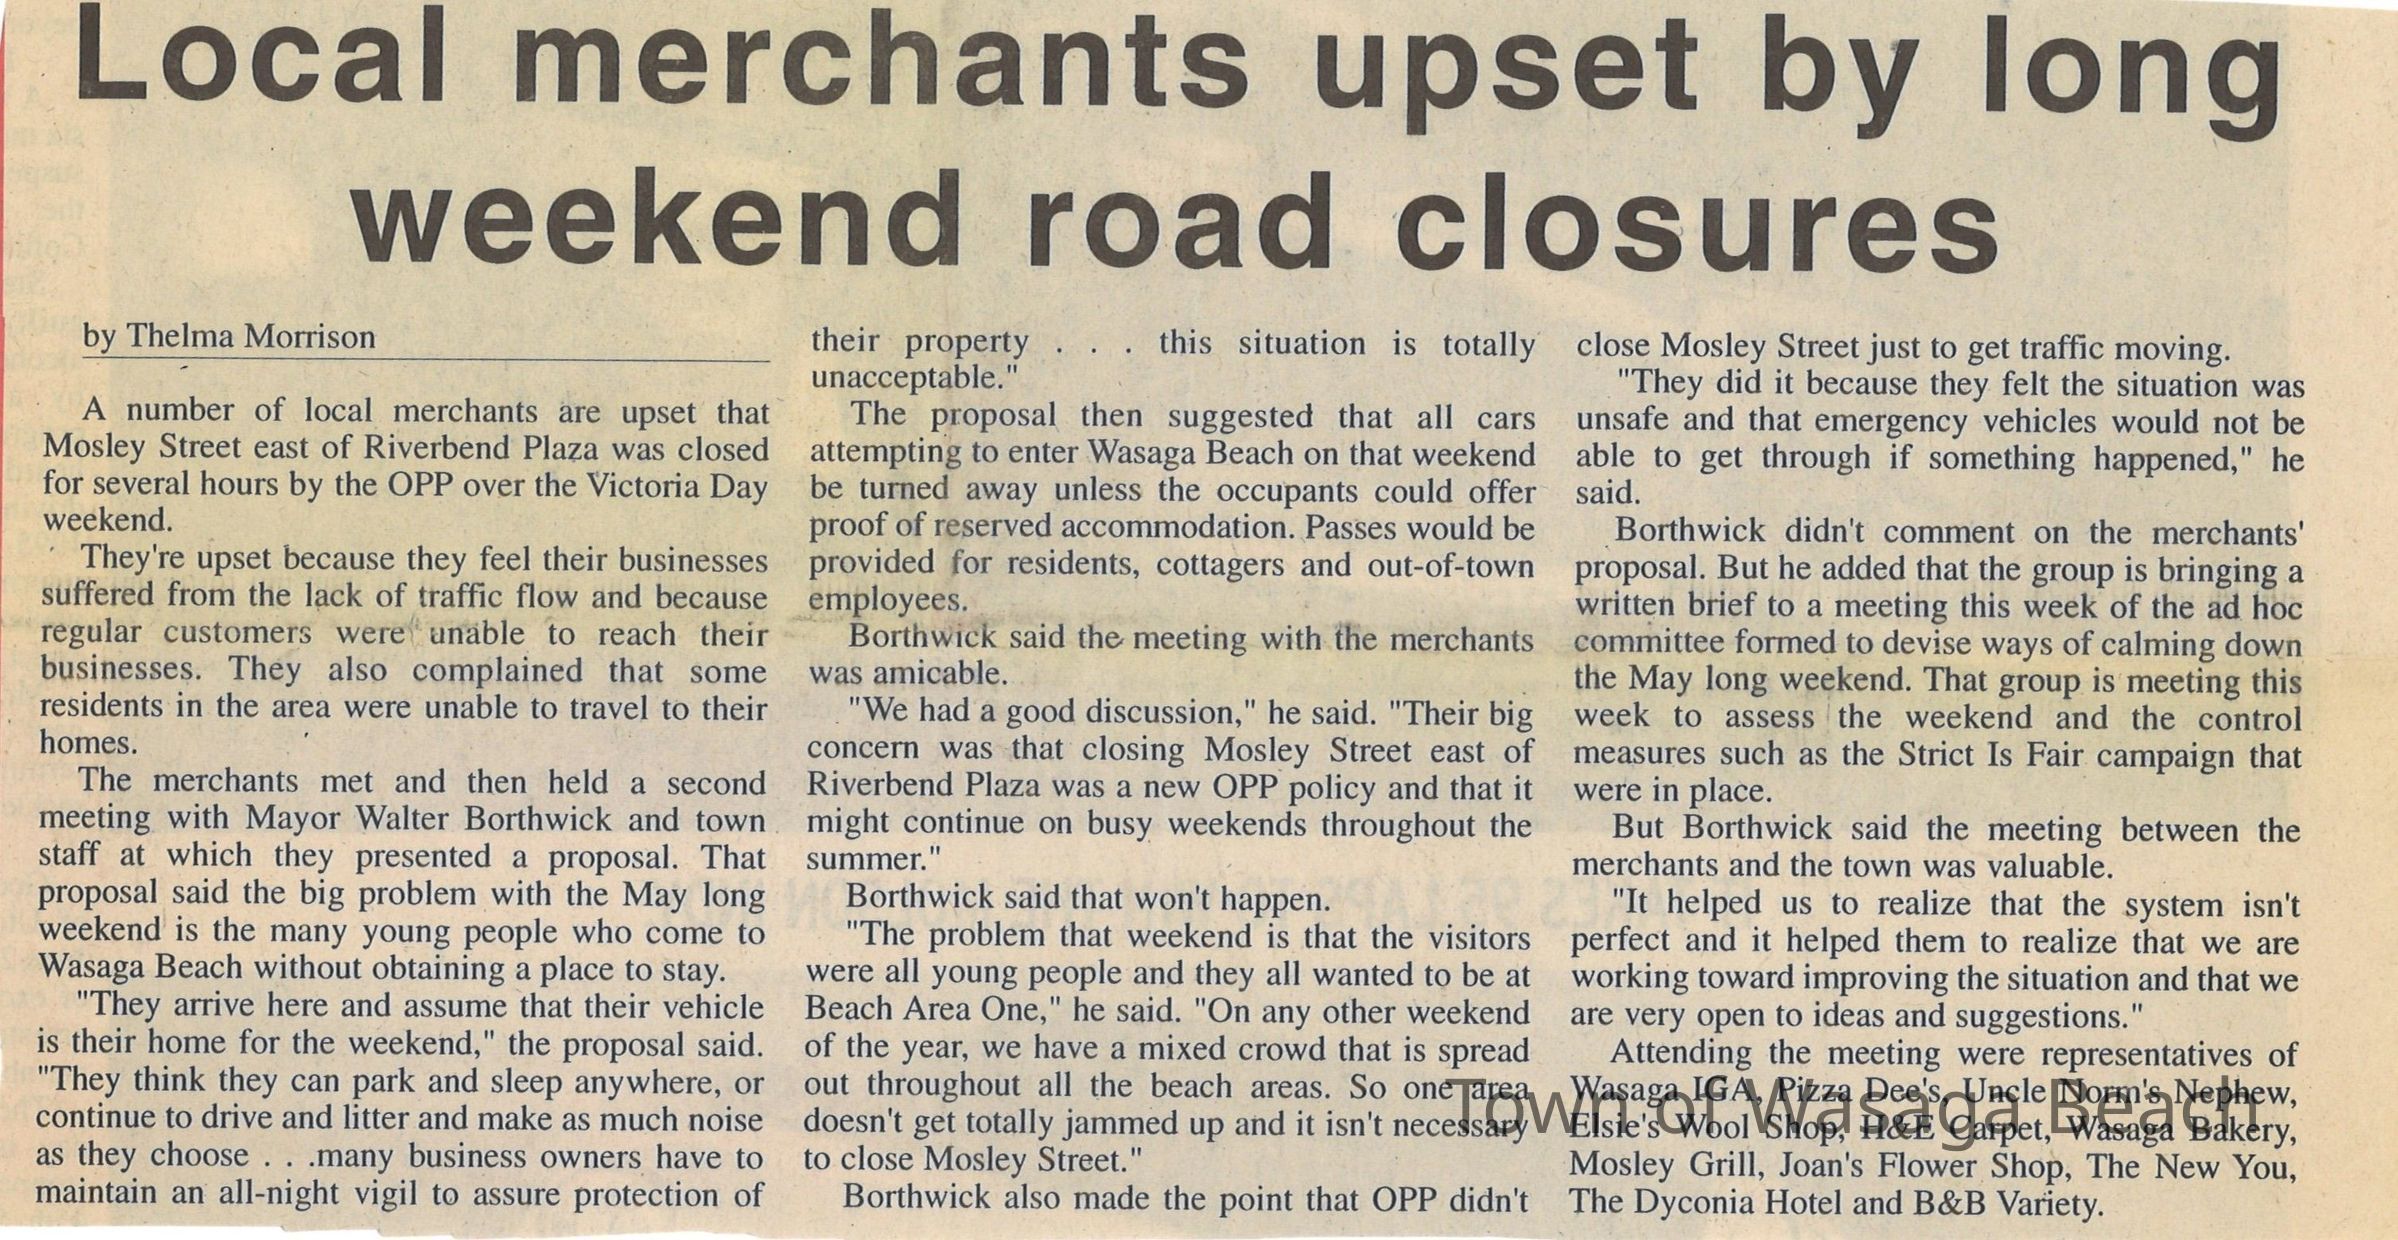 Local merchants upset by long
weekend road closures
by Thelma Morrison
A number of local merchants are upset that
Mosley Street east of Riverbend Plaza was closed
for several hours by the OPP over the Victoria Day
weekend.
They're upset because they feel their businesses
suffered from the lack of traffic flow and because
regular customers were unable to reach their
businesses. They also complained that some
residents in the area were unable to travel to their
homes.
The merchants met and then held a second
meeting with Mayor Walter Borthwick and town
staff at which they presented a proposal. That
proposal said the big problem with the May long
weekend is the many young people who come to
Wasaga Beach without obtaining a place to stay.
"They arrive here and assume that their vehicle
is their home for the weekend," the proposal said.
"They think they can park and sleep anywhere, or
continue to drive and litter and make as much noise
as they choose . . .many business owners have to
maintain an all-night vigil to assure protection of
their property . . . this situation is totally
unacceptable."
The proposal then suggested that all cars
attempting to enter Wasaga Beach on that weekend
be turned away unless the occupants could offer
proof of reserved accommodation. Passes would be
provided for residents, cottagers and out-of-town
employees.
Borthwick said the meeting with the merchants
was amicable.
"We had a good discussion," he said. "Their big
concern was that closing Mosley Street east of
Riverbend Plaza was a new OPP policy and that it
might continue on busy weekends throughout the
summer."
Borthwick said that won't happen.
"The problem that weekend is that the visitors
were all young people and they all wanted to be at
Beach Area One," he said. "On any other weekend
of the year, we have a mixed crowd that is spread
out throughout all the beach areas. So one area
doesn't get totally jammed up and it isn't necessary
to close Mosley Street."
Borthwick also made the point that OPP didn't
close Mosley Street just to get traffic moving.
"They did it because they felt the situation was
unsafe and that emergency vehicles would not be
able to get through if something happened," he
said.
Borthwick didn't comment on the merchants'
proposal. But he added that the group is bringing a
written brief to a meeting this week of the ad hoc
committee formed to devise ways of calming down
the May long weekend. That group is meeting this
week to assess the weekend and the control
measures such as the Strict Is Fair campaign that
were in place.
But Borthwick said the meeting between the
merchants and the town was valuable.
"It helped us to realize that the system isn't
perfect and it helped them to realize that we are
working toward improving the situation and that we
are very open to ideas and suggestions."
Attending the meeting were representatives of
Wasaga IGA, Pizza Dee's, Uncle Norm's Nephew,
Elsie's Wool Shop, H&E Carpet, Wasaga Bakery,
Mosley Grill, Joan's Flower Shop, The New You,
The Dyconia Hotel and B&B Variety.
Town of Wasaga Beach